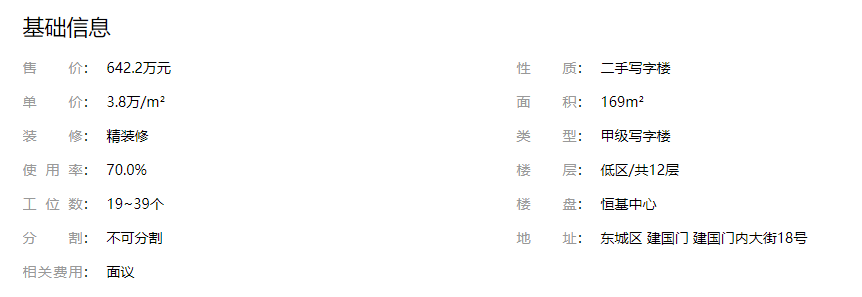 基础信息
售价： 642.2万元 性质： 二手写字楼
单价： 3.8万/m² 面积： 169m²
装修： 精装修 类型： 甲级写字楼
使用率： 70.0% 楼层： 低区/共12层
工位数： 19~39个 楼盘： 恒基中心
分割： 不可分割 地址： 东城区 建国门 建国门内大街18号
相关费用： 面议